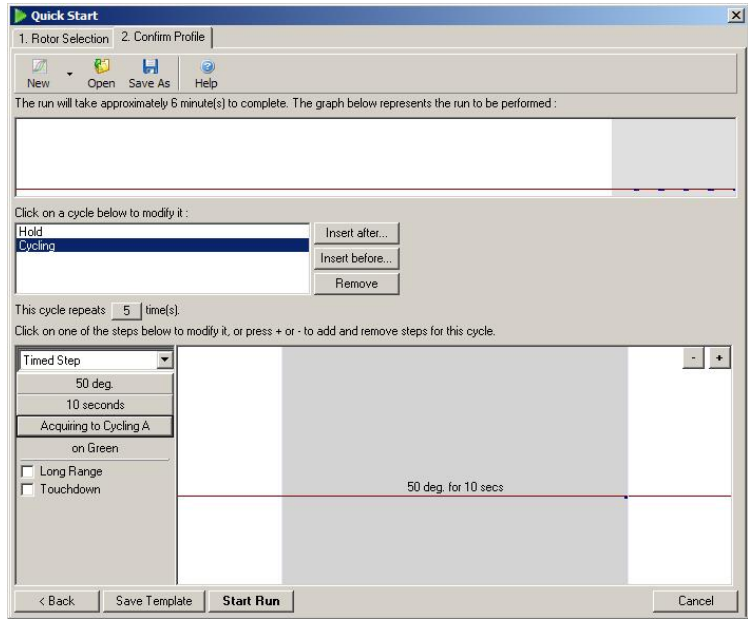 Quick Start
1. Rotor Selection 2. Confirm Profile
New Open Save As Help
The run will take approximately 6 minute(s) to complete. The graph below represents the run to be performed :
Click on a cycle below to modify it :
Hold
Cycling
Insert after...
Insert before...
Remove
This cycle repeats 5 time(s).
Click on one of the steps below to modify it, or press + or - to add and remove steps for this cycle.
Timed Step
- +
50 deg.
10 seconds
Acquiring to Cycling A
on Green
Long Range
Touchdown
50 deg. for 10 secs
< Back Save Template Start Run Cancel